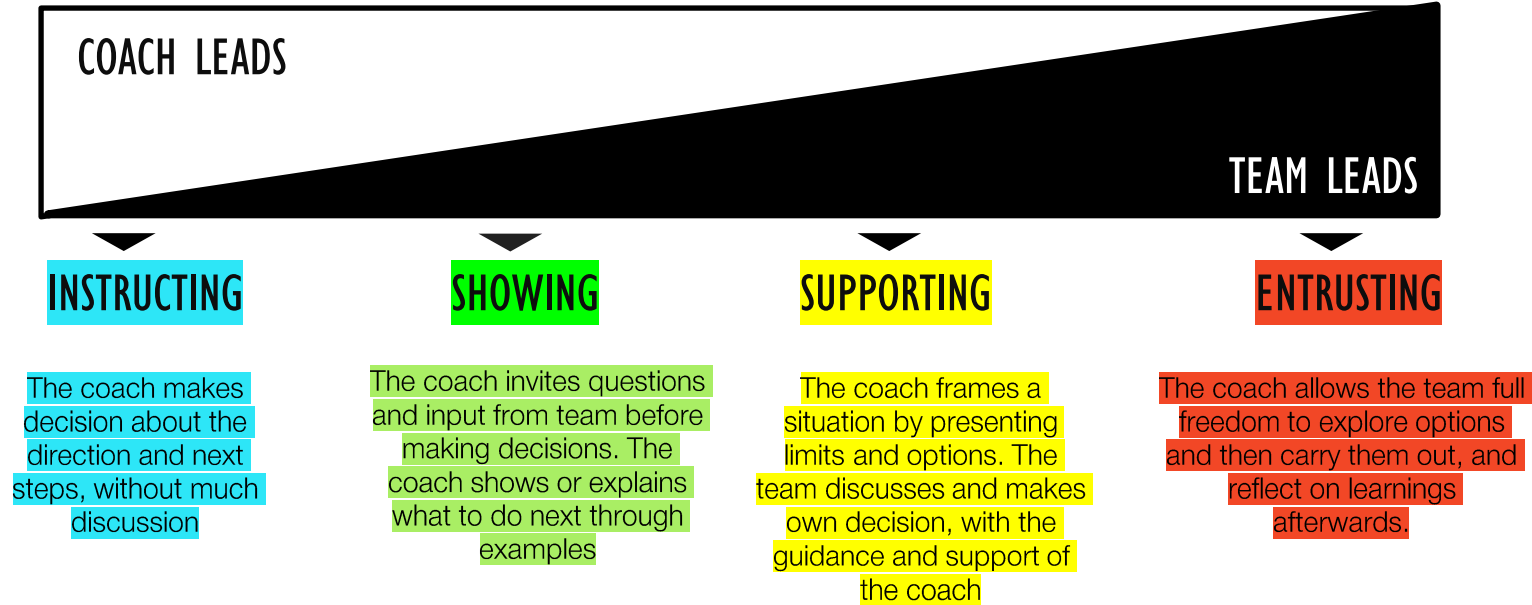 COACH LEADS
TEAM LEADS
INSTRUCTING
The coach makes
decision about the
direction and next
steps, without much
discussion
SHOWING
The coach invites questions
and input from team before
making decisions. The
coach shows or explains
what to do next through
examples
SUPPORTING
The coach frames a
situation by presenting
limits and options. The
team discusses and makes
own decision, with the
guidance and support of
the coach
ENTRUSTING
The coach allows the team full
freedom to explore options
and then carry them out, and
reflect on learnings
afterwards.